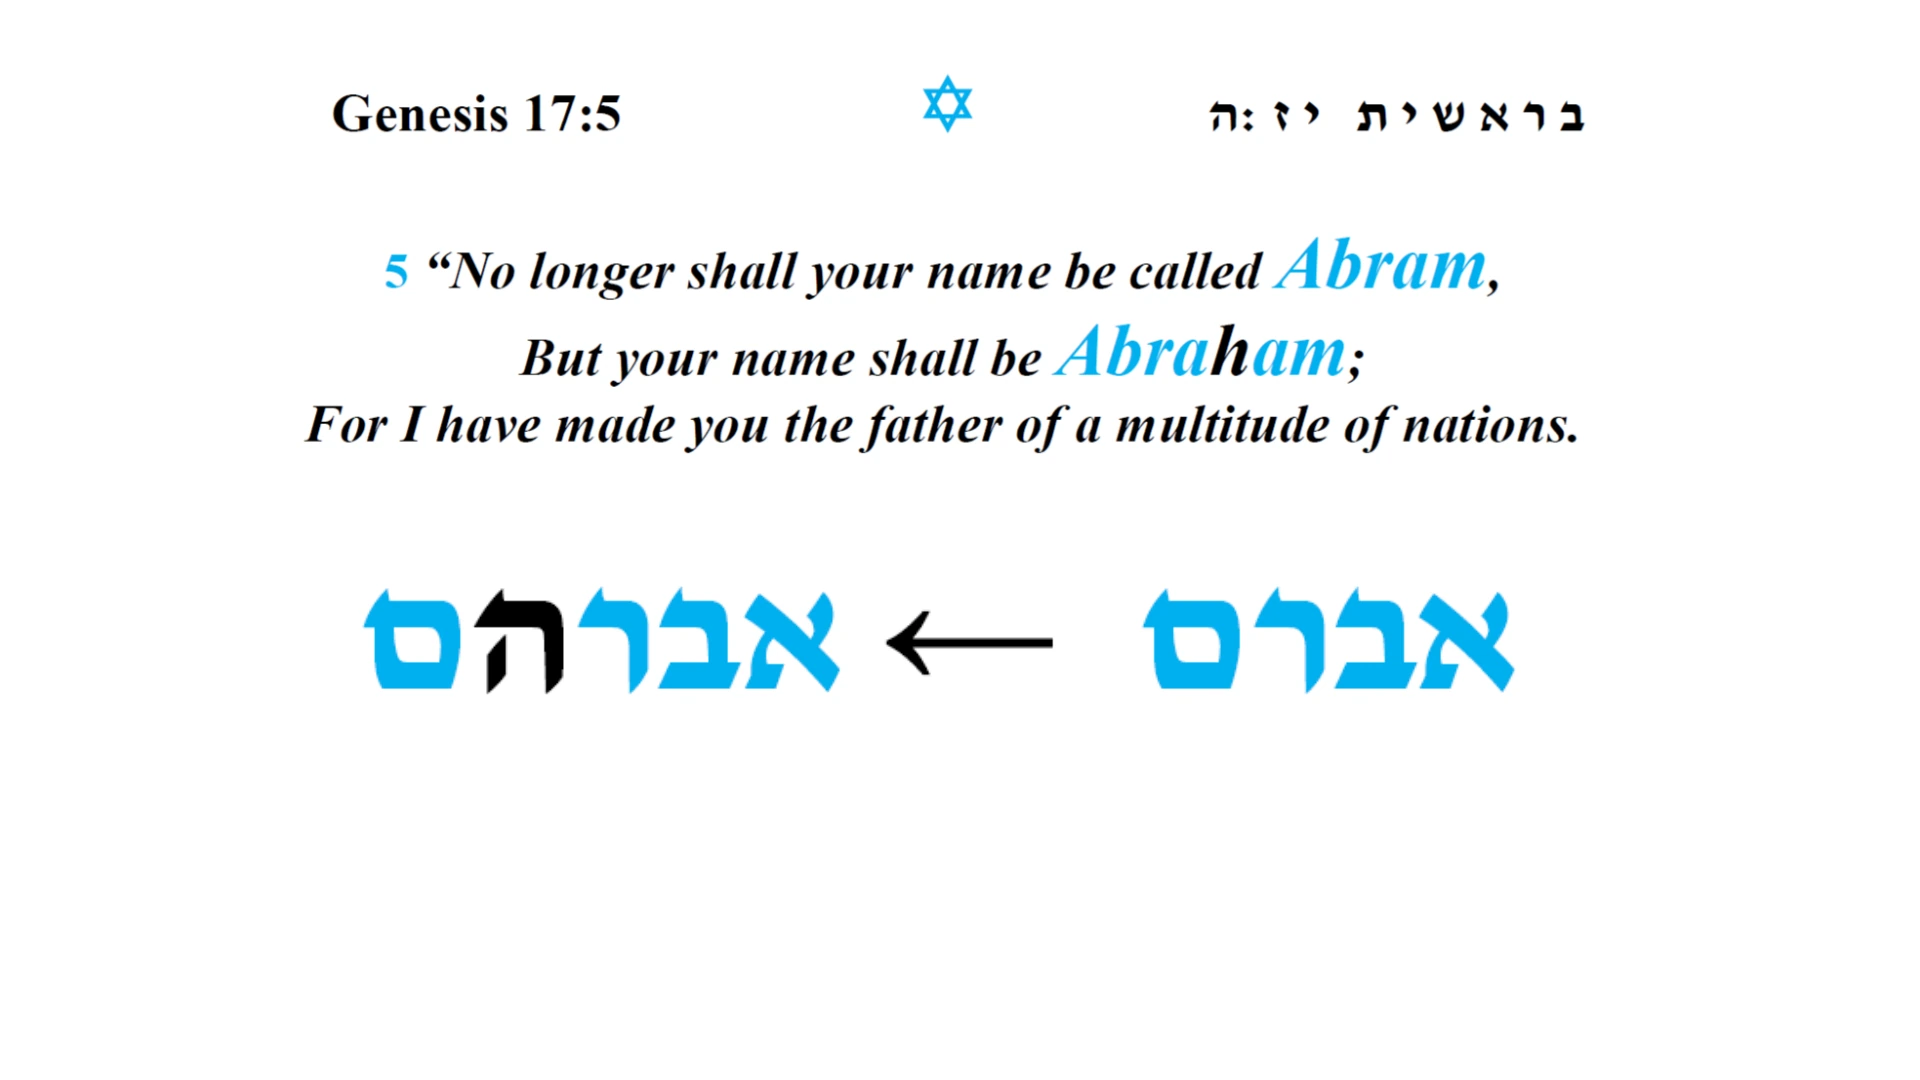 Genesis 17:5 ✡ בראשית יז:ה
5 “No longer shall your name be called Abram,
But your name shall be Abraham;
For I have made you the father of a multitude of nations.
אברם ← אברהם